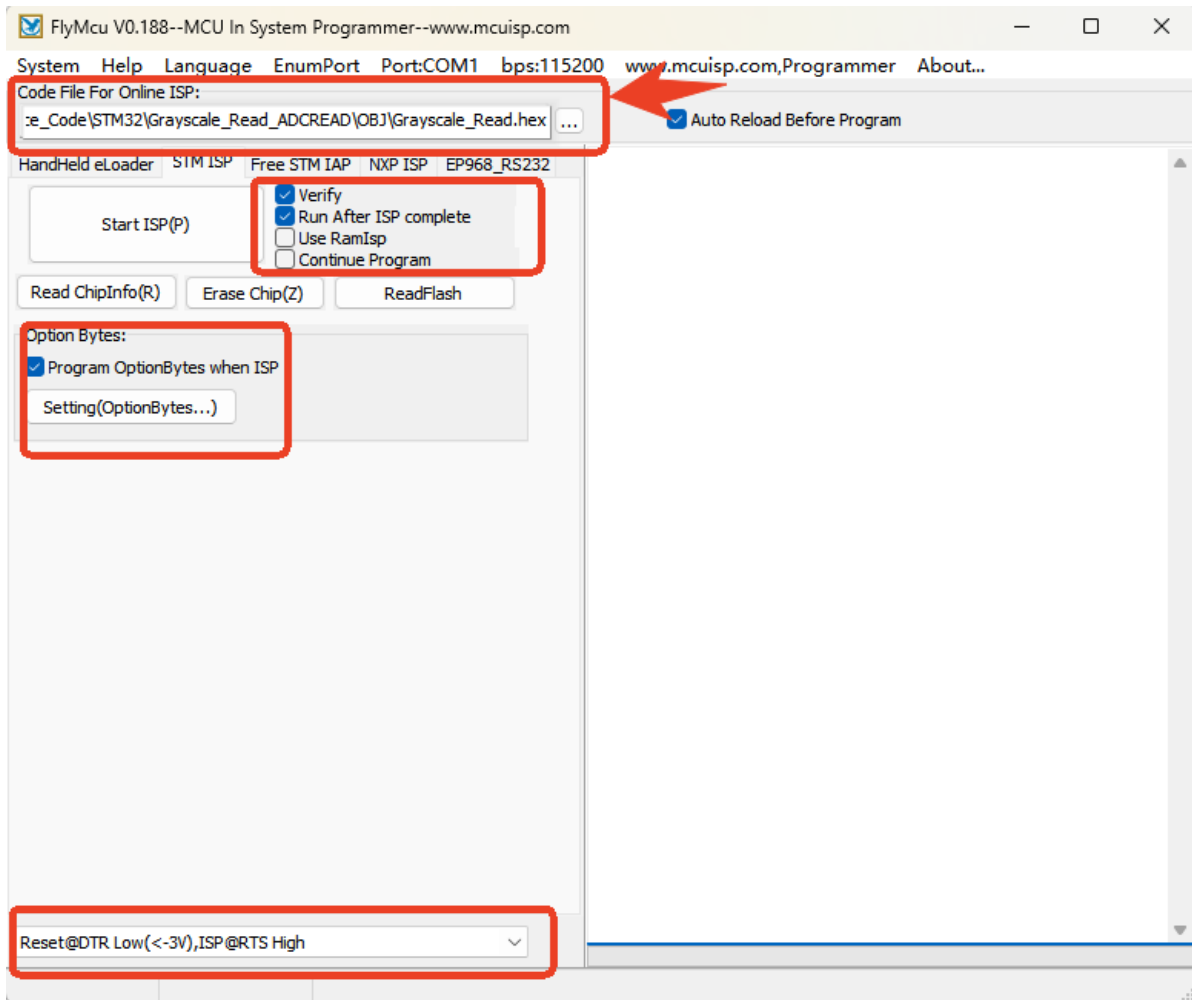 FlyMcu V0.188--MCU In System Programmer--www.mcuisp.com
System Help Language EnumPort Port:COM1 bps:115200 www.mcuisp.com,Programmer About...
Code File For Online ISP:
:e_Code\STM32\Grayscale_Read_ADCREAD\OBJ\Grayscale_Read.hex ...
Auto Reload Before Program
HandHeld eLoader STM ISP Free STM IAP NXP ISP EP968_RS232
Start ISP(P)
Verify
Run After ISP complete
Use RamIsp
Continue Program
Read ChipInfo(R) Erase Chip(Z) ReadFlash
Option Bytes:
Program OptionBytes when ISP
Setting(OptionBytes...)
Reset@DTR Low(<-3V),ISP@RTS High